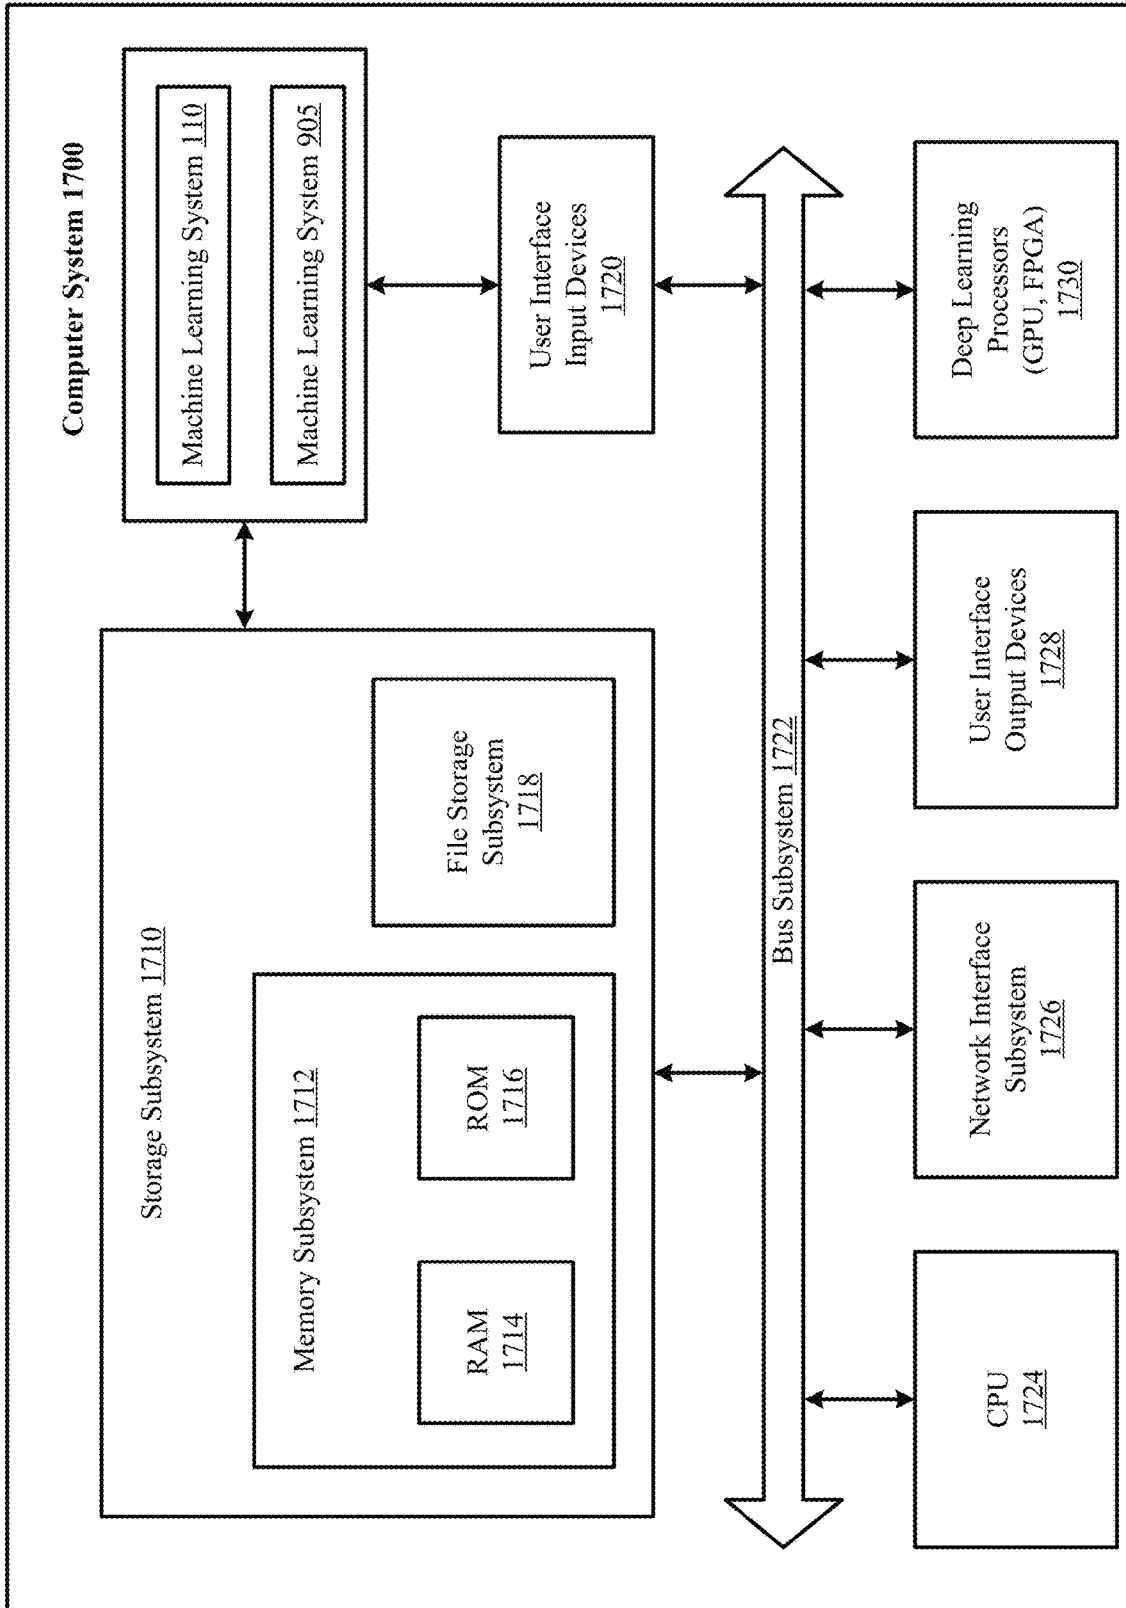 Computer System 1700
Storage Subsystem 1710
Machine Learning System 110
Machine Learning System 905
Memory Subsystem 1712
RAM
1714
ROM
1716
File Storage
Subsystem
1718
User Interface
Input Devices
1720
Bus Subsystem 1722
CPU
1724
Network Interface
Subsystem
1726
User Interface
Output Devices
1728
Deep Learning
Processors
(GPU, FPGA)
1730